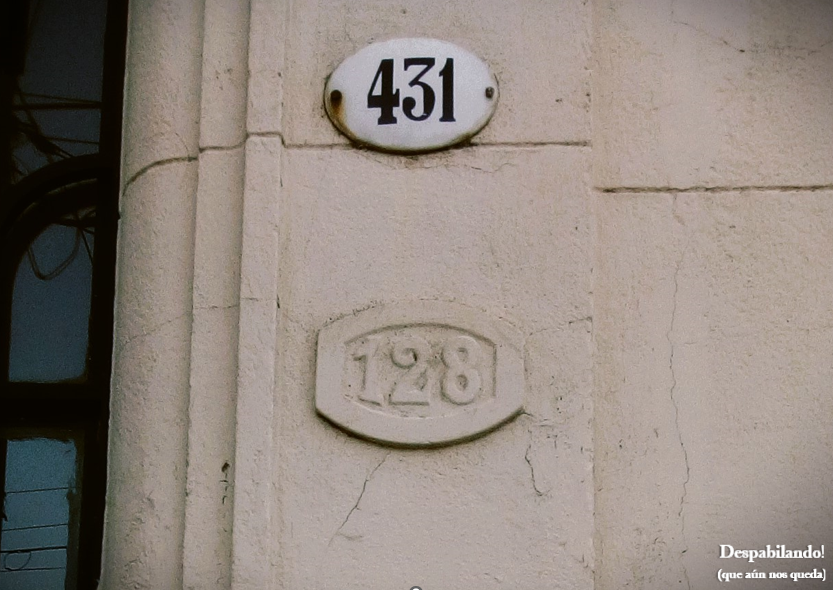 431
128
Despabilando!
(que aún nos queda)